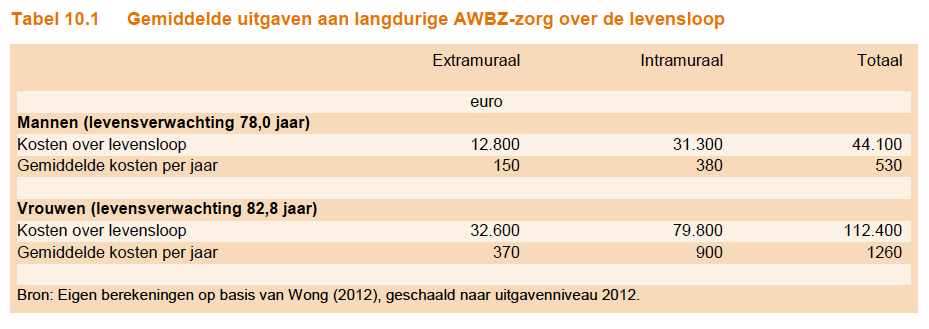 Tabel 10.1 Gemiddelde uitgaven aan langdurige AWBZ-zorg over de levensloop
Extramuraal Intramuraal Totaal
euro
Mannen (levensverwachting 78,0 jaar)
Kosten over levensloop 12.800 31.300 44.100
Gemiddelde kosten per jaar 150 380 530
Vrouwen (levensverwachting 82,8 jaar)
Kosten over levensloop 32.600 79.800 112.400
Gemiddelde kosten per jaar 370 900 1260
Bron: Eigen berekeningen op basis van Wong (2012), geschaald naar uitgavenniveau 2012.